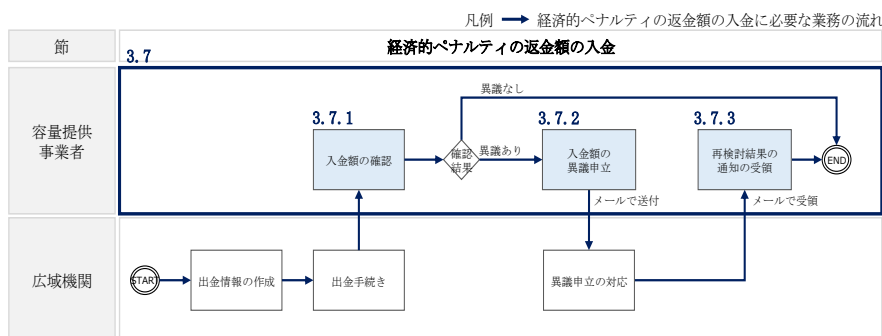 凡例 経済的ペナルティの返金額の入金に必要な業務の流れ
節
3.7
経済的ペナルティの返金額の入金
容量提供
事業者
異議なし
3.7.1
入金額の確認
確認
結果
異議あり
3.7.2
入金額の
異議申立
3.7.3
再検討結果の
通知の受領
END
メールで送付
メールで受領
広域機関
START
出金情報の作成
出金手続き
異議申立の対応